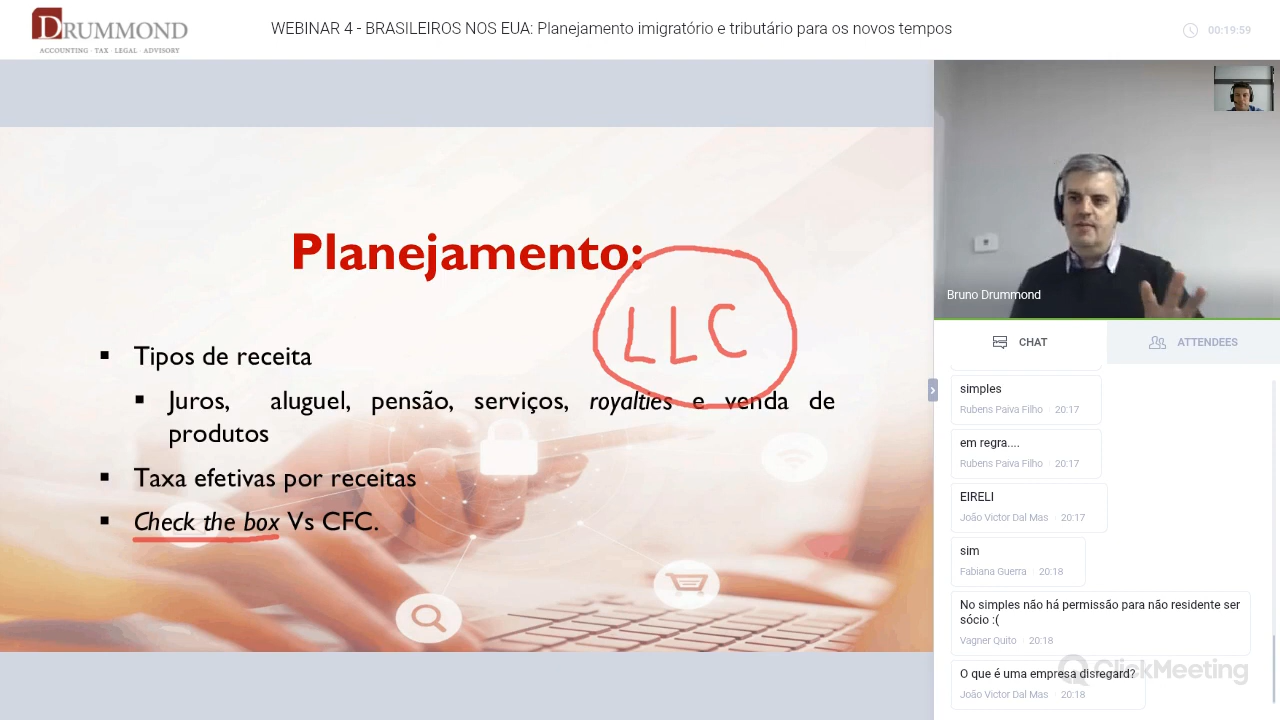 DRUMMOND
ACCOUNTING · TAX · LEGAL · ADVISORY
WEBINAR 4 - BRASILEIROS NOS EUA: Planejamento imigratório e tributário para os novos tempos
00:19:59
Planejamento:
LLC
▪ Tipos de receita
▪ Juros, aluguel, pensão, serviços, royalties e venda de
produtos
▪ Taxa efetivas por receitas
▪ Check the box Vs CFC.
Bruno Drummond
CHAT
ATTENDEES
simples
Rubens Paiva Filho · 20:17
em regra....
Rubens Paiva Filho · 20:17
EIRELI
João Victor Dal Mas · 20:17
sim
Fabiana Guerra · 20:18
No simples não há permissão para não residente ser
sócio :(
Vagner Quito · 20:18
O que é uma empresa disregard?
João Victor Dal Mas · 20:18
ClickMeeting